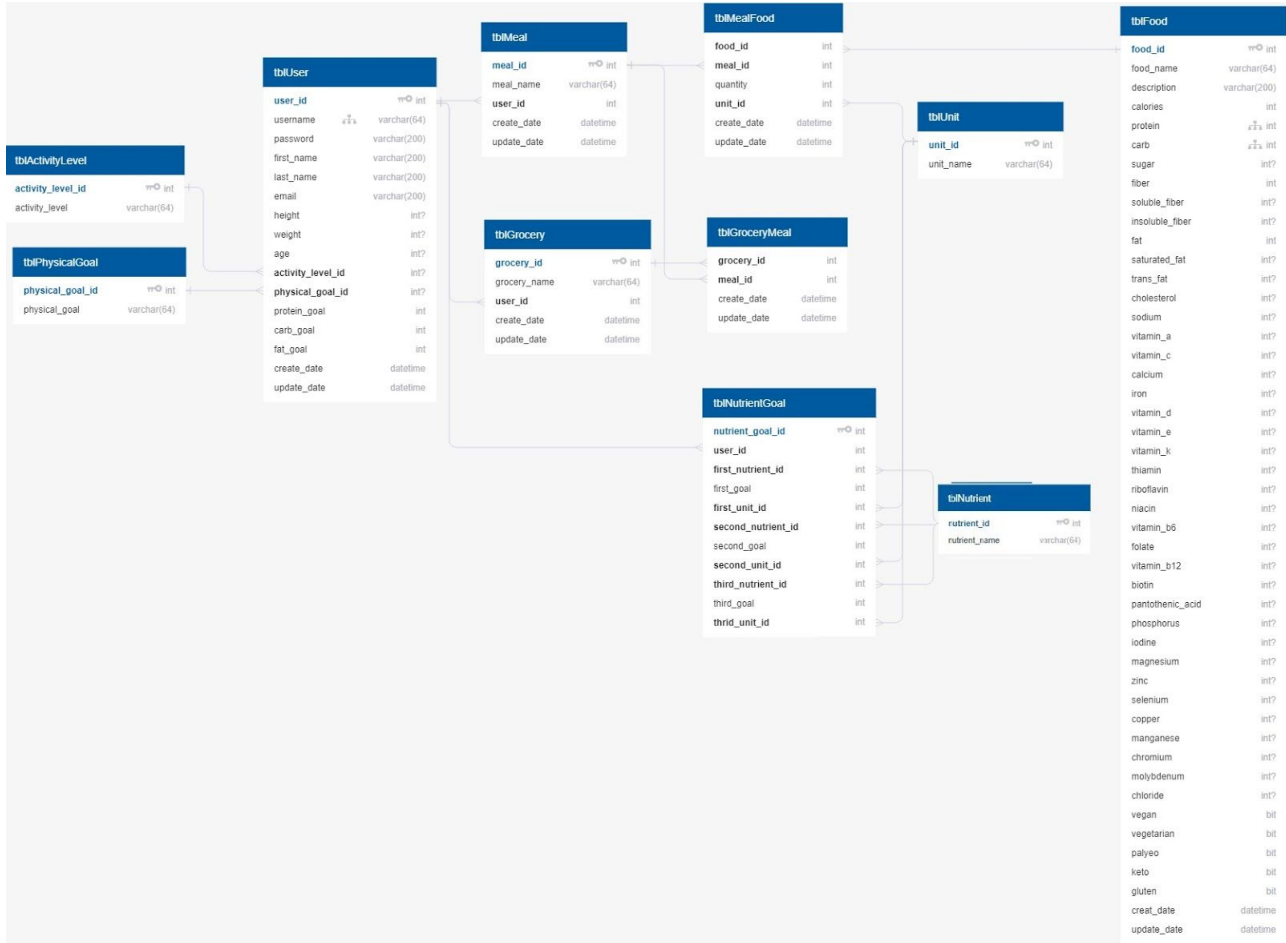 tblActivityLevel
activity_level_id int
activity_level varchar(64)
tblPhysicalGoal
physical_goal_id int
physical_goal varchar(64)
tblUser
user_id int
username varchar(64)
password varchar(200)
first_name varchar(200)
last_name varchar(200)
email varchar(200)
height int?
weight int?
age int?
activity_level_id int?
physical_goal_id int?
protein_goal int
carb_goal int
fat_goal int
create_date datetime
update_date datetime
tblMeal
meal_id int
meal_name varchar(64)
user_id int
create_date datetime
update_date datetime
tblGrocery
grocery_id int
grocery_name varchar(64)
user_id int
create_date datetime
update_date datetime
tblMealFood
food_id int
meal_id int
quantity int
unit_id int
create_date datetime
update_date datetime
tblGroceryMeal
grocery_id int
meal_id int
create_date datetime
update_date datetime
tblNutrientGoal
nutrient_goal_id int
user_id int
first_nutrient_id int
first_goal int
first_unit_id int
second_nutrient_id int
second_goal int
second_unit_id int
third_nutrient_id int
third_goal int
thrid_unit_id int
tblUnit
unit_id int
unit_name varchar(64)
tblNutrient
rutrient_id int
rutrient_name varchar(64)
tblFood
food_id int
food_name varchar(64)
description varchar(200)
calories int
protein int
carb int
sugar int?
fiber int
soluble_fiber int?
insoluble_fiber int?
fat int
saturated_fat int?
trans_fat int?
cholesterol int?
sodium int?
vitamin_a int?
vitamin_c int?
calcium int?
iron int?
vitamin_d int?
vitamin_e int?
vitamin_k int?
thiamin int?
riboflavin int?
niacin int?
vitamin_b6 int?
folate int?
vitamin_b12 int?
biotin int?
pantothenic_acid int?
phosphorus int?
iodine int?
magnesium int?
zinc int?
selenium int?
copper int?
manganese int?
chromium int?
molybdenum int?
chloride int?
vegan bit
vegetarian bit
palyeo bit
keto bit
gluten bit
creat_date datetime
update_date datetime